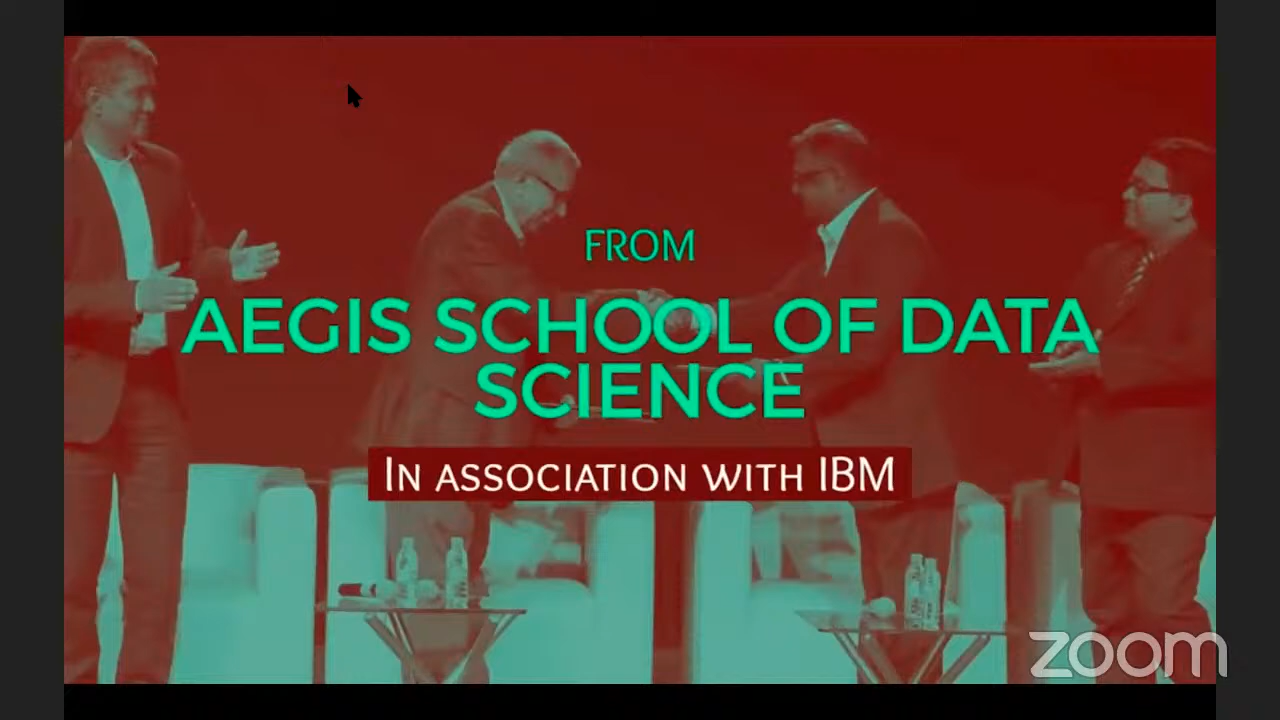 FROM
AEGIS SCHOOL OF DATA
SCIENCE
IN ASSOCIATION WITH IBM
zoom